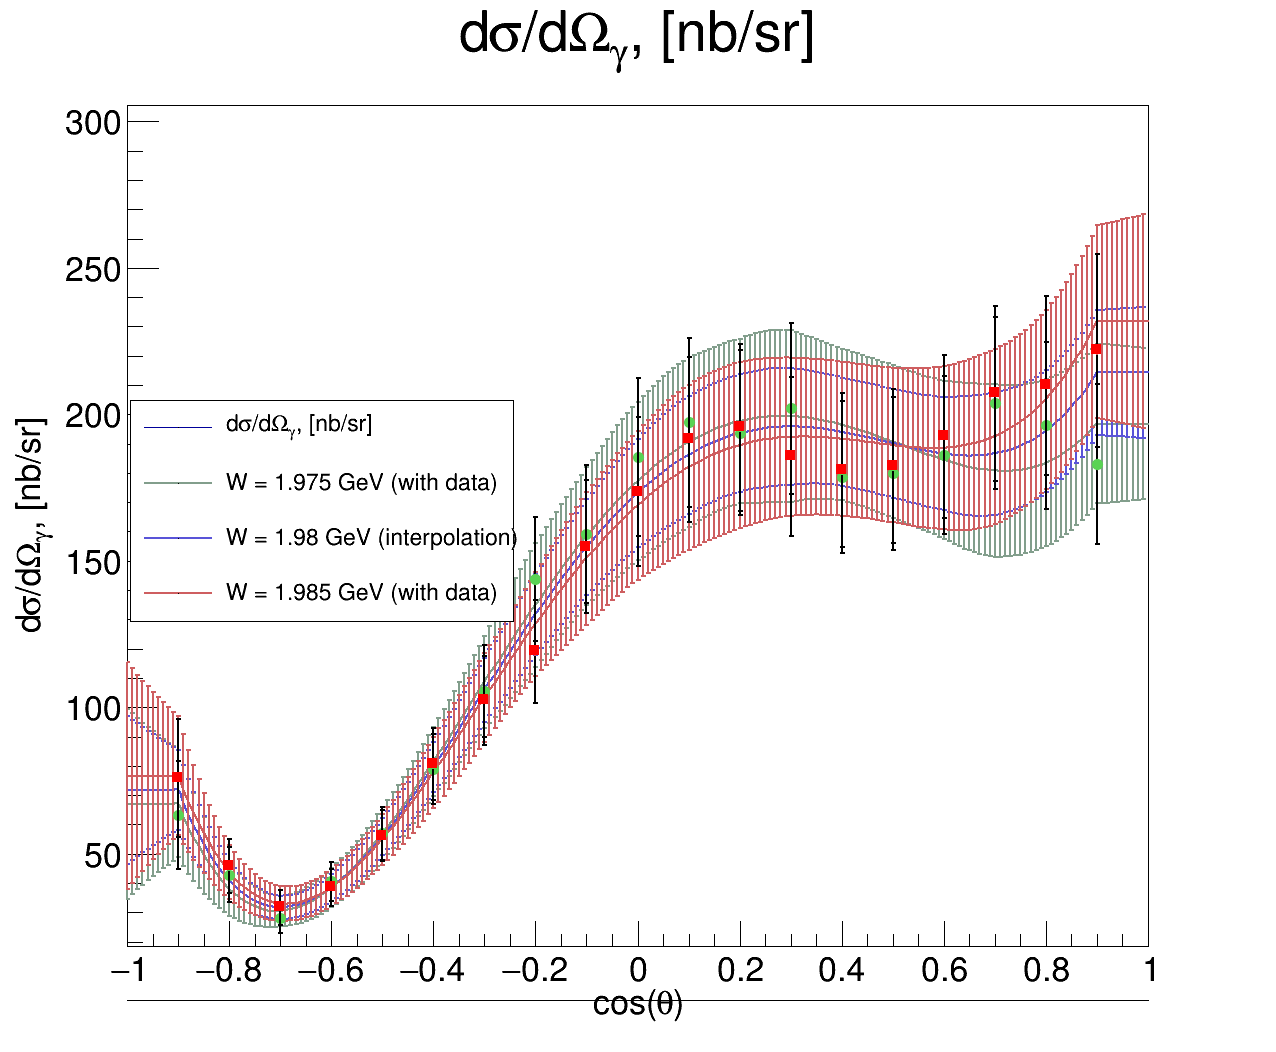 dσ/dΩγ, [nb/sr]
300
250
200
150
100
50
dσ/dΩγ, [nb/sr]
dσ/dΩγ, [nb/sr]
W = 1.975 GeV (with data)
W = 1.98 GeV (interpolation)
W = 1.985 GeV (with data)
−1 −0.8 −0.6 −0.4 −0.2 0 0.2 0.4 0.6 0.8 1
cos(θ)